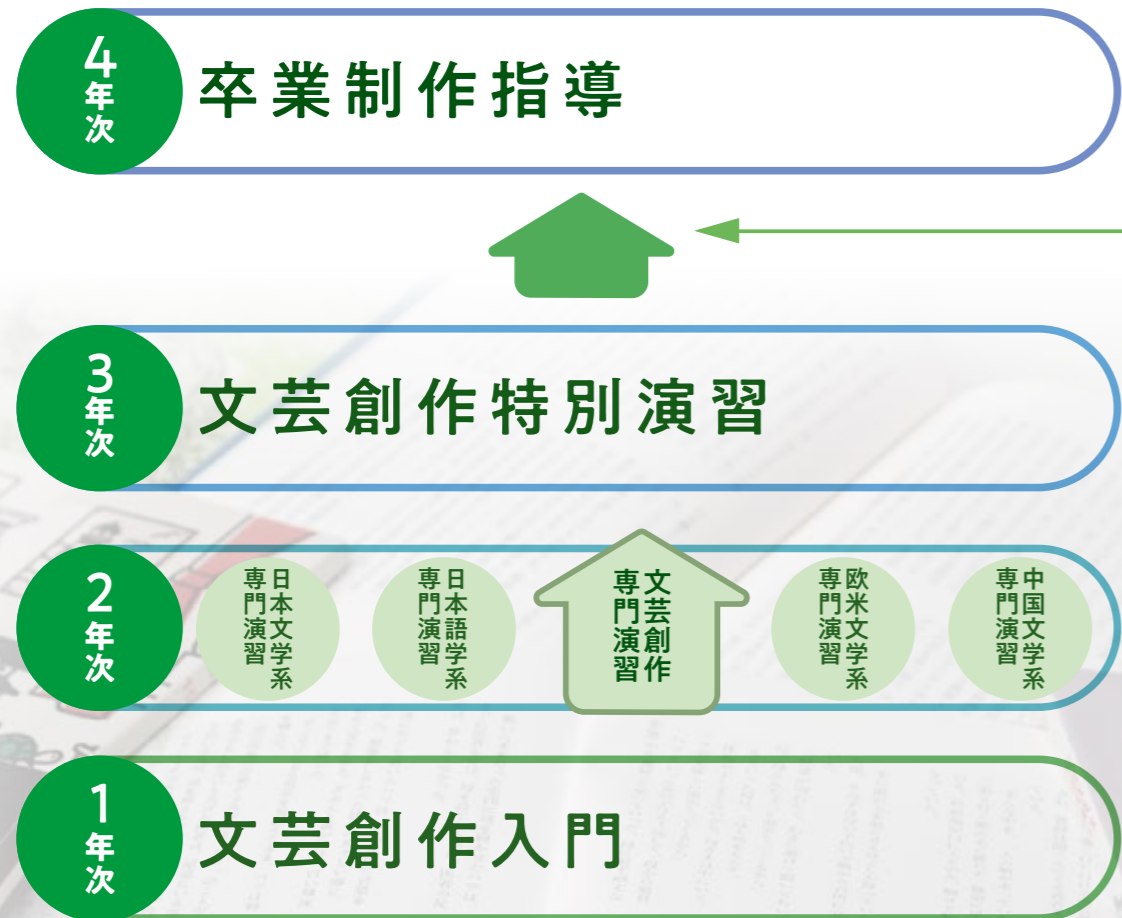 4年次
卒業制作指導
3年次
文芸創作特別演習
2年次
日本文学系
専門演習
日本語学系
専門演習
文芸創作
専門演習
欧米文学系
専門演習
中国文学系
専門演習
1年次
文芸創作入門